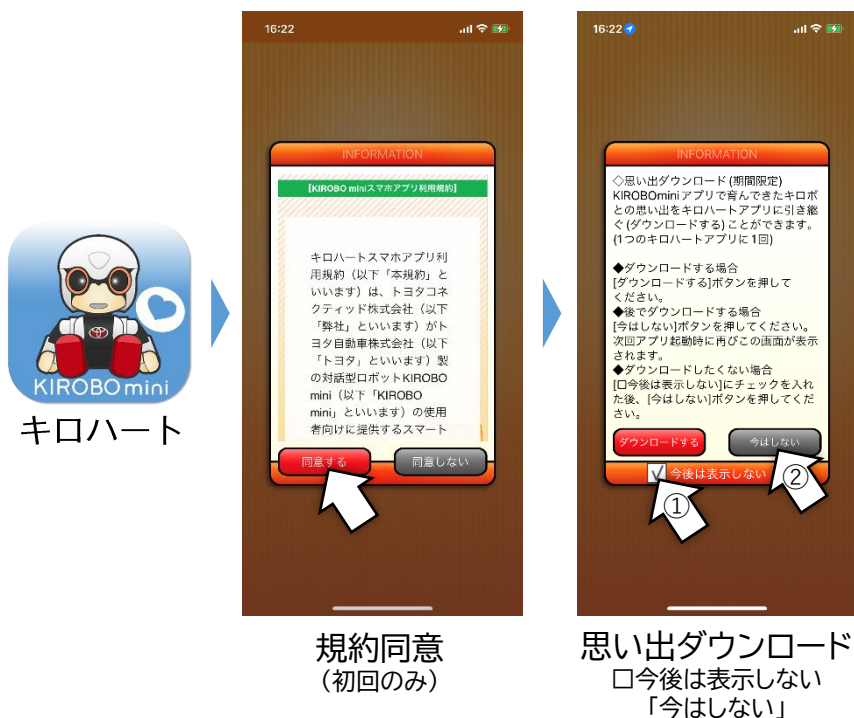 KIROBO mini
キロハート
16:22
INFORMATION
【KIROBO miniスマホアプリ利用規約】
キロハートスマホアプリ利
用規約（以下「本規約」と
いいます）は、トヨタコネ
クティッド株式会社（以下
「弊社」といいます）がト
ヨタ自動車株式会社（以下
「トヨタ」といいます）製
の対話型ロボットKIROBO
mini（以下「KIROBO
mini」といいます）の使用
者向けに提供するスマート
同意する
同意しない
規約同意
（初回のみ）
16:22
INFORMATION
◇思い出ダウンロード(期間限定)
KIROBOminiアプリで育んできたキロボ
との思い出をキロハートアプリに引き継
ぐ(ダウンロードする)ことができます。
(1つのキロハートアプリに1回)
◆ダウンロードする場合
[ダウンロードする]ボタンを押して
ください。
◆後でダウンロードする場合
[今はしない]ボタンを押してください。
次回アプリ起動時に再びこの画面が表示
されます。
◆ダウンロードしたくない場合
[□今後は表示しない]にチェックを入れ
た後、[今はしない]ボタンを押してくだ
さい。
ダウンロードする
今はしない
今後は表示しない
①
②
思い出ダウンロード
□今後は表示しない
「今はしない」